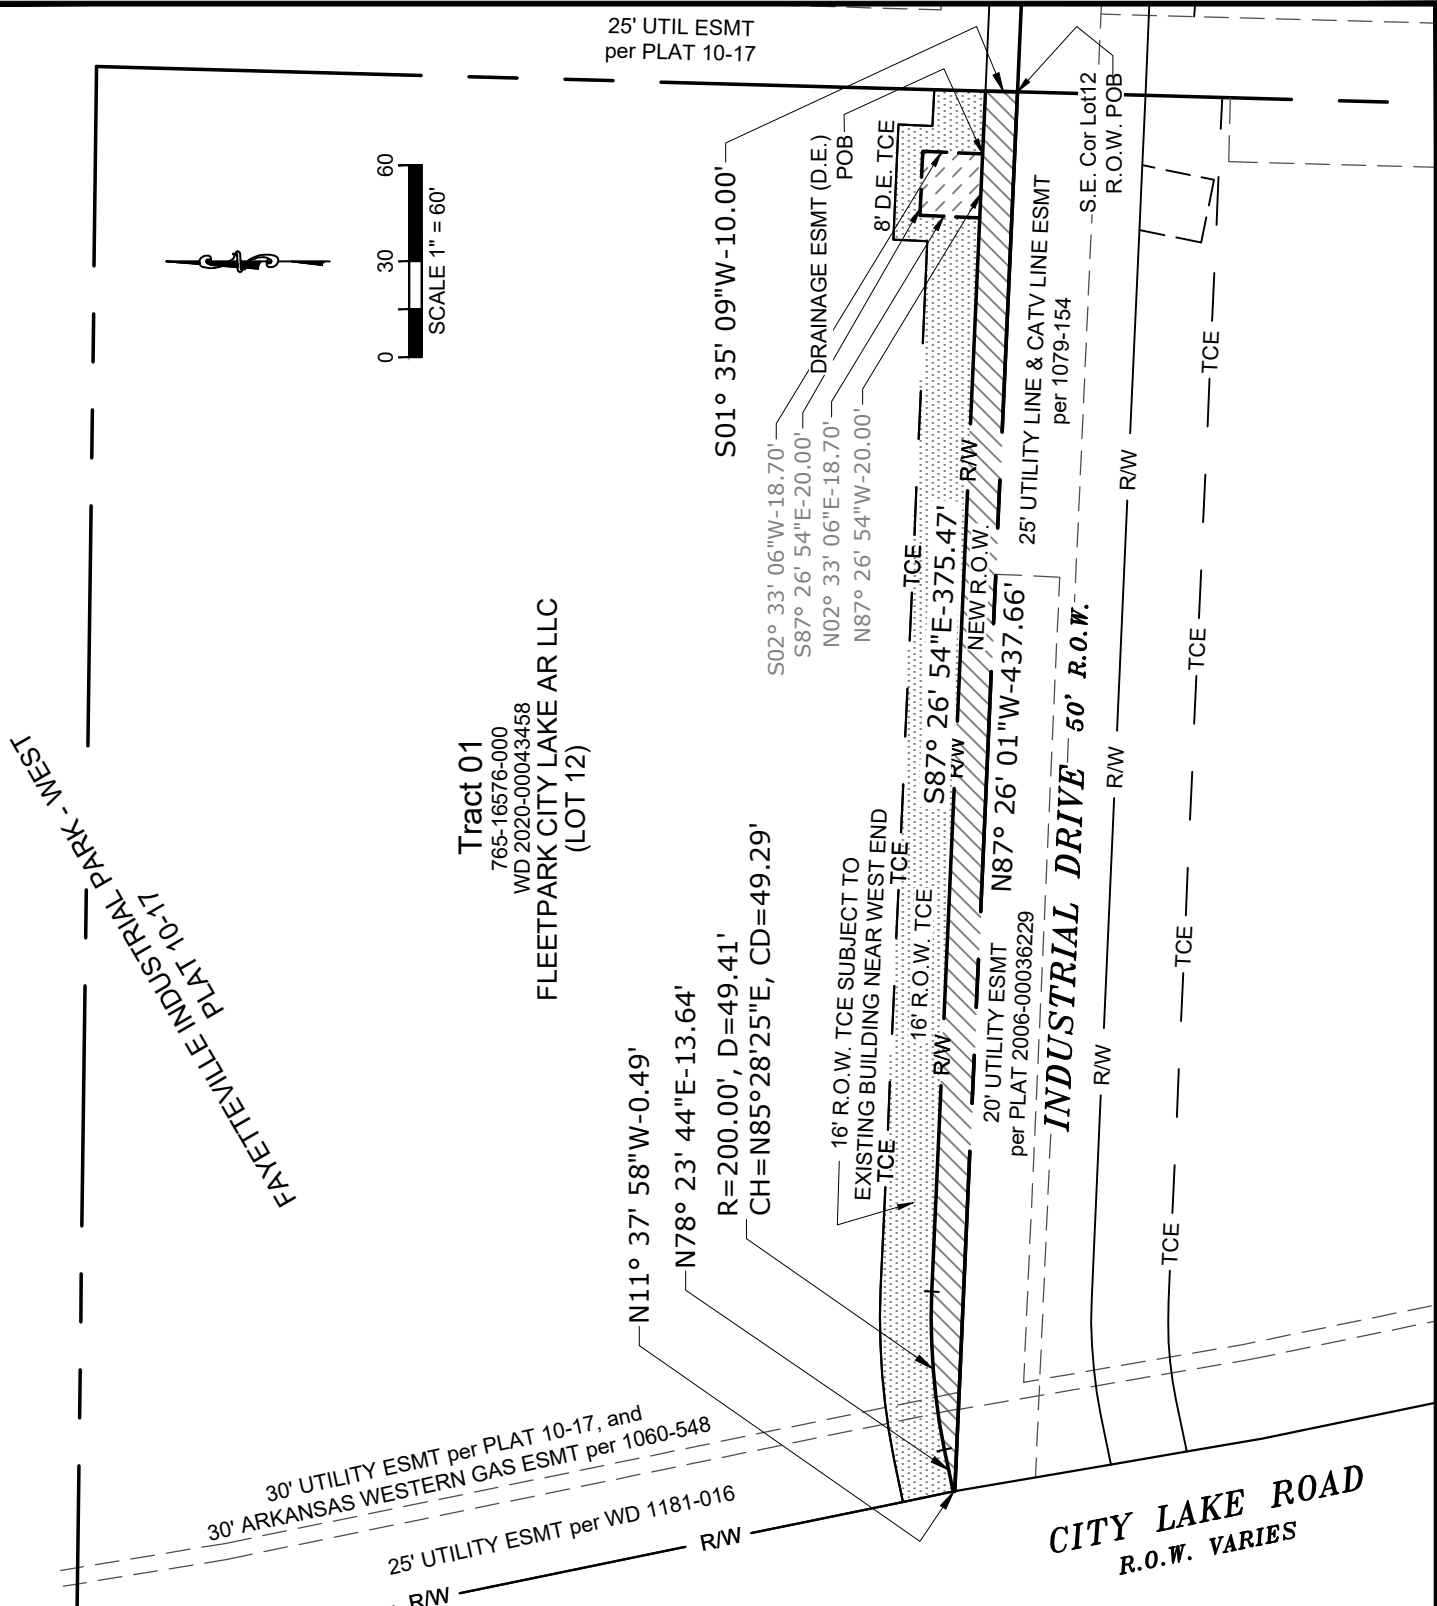 25' UTIL ESMT
per PLAT 10-17
0
30
60
SCALE 1" = 60'
S01° 35' 09"W-10.00'
DRAINAGE ESMT (D.E.)
POB
8' D.E. TCE
S.E. Cor Lot12
R.O.W. POB
S02° 33' 06"W-18.70'
S87° 26' 54"E-20.00'
N02° 33' 06"E-18.70'
N87° 26' 54"W-20.00'
25' UTILITY LINE & CATV LINE ESMT
per 1079-154
FAYETTEVILLE INDUSTRIAL PARK - WEST
PLAT 10-17
Tract 01
765-16576-000
WD 2020-00043458
FLEETPARK CITY LAKE AR LLC
(LOT 12)
S87° 26' 54"E-375.47'
NEW R.O.W.
N87° 26' 01"W-437.66'
INDUSTRIAL DRIVE 50' R.O.W.
20' UTILITY ESMT
per PLAT 2006-00036229
16' R.O.W. TCE SUBJECT TO
EXISTING BUILDING NEAR WEST END
16' R.O.W. TCE
N11° 37' 58"W-0.49'
N78° 23' 44"E-13.64'
R=200.00', D=49.41'
CH=N85°28'25"E, CD=49.29'
TCE
TCE
TCE
R/W
R/W
R/W
R/W
R/W
R/W
TCE
TCE
TCE
TCE
30' UTILITY ESMT per PLAT 10-17, and
30' ARKANSAS WESTERN GAS ESMT per 1060-548
25' UTILITY ESMT per WD 1181-016
R/W
R/W
CITY LAKE ROAD
R.O.W. VARIES